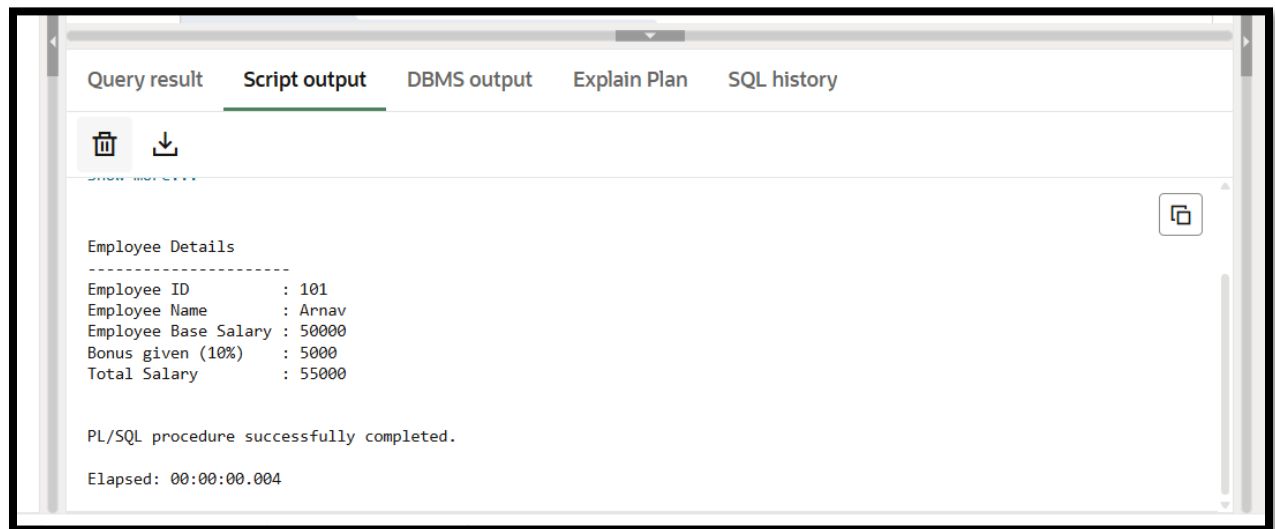 Query result Script output DBMS output Explain Plan SQL history
Show more...
Employee Details
----------------------
Employee ID          : 101
Employee Name        : Arnav
Employee Base Salary : 50000
Bonus given (10%)    : 5000
Total Salary         : 55000
PL/SQL procedure successfully completed.
Elapsed: 00:00:00.004